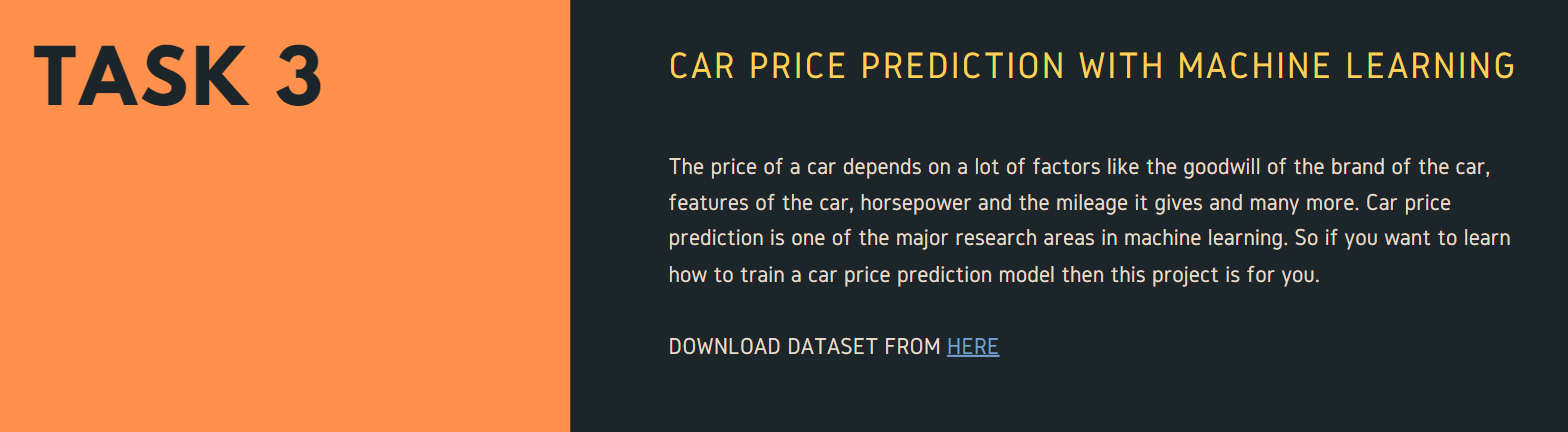 TASK 3
CAR PRICE PREDICTION WITH MACHINE LEARNING
The price of a car depends on a lot of factors like the goodwill of the brand of the car,
features of the car, horsepower and the mileage it gives and many more. Car price
prediction is one of the major research areas in machine learning. So if you want to learn
how to train a car price prediction model then this project is for you.
DOWNLOAD DATASET FROM HERE